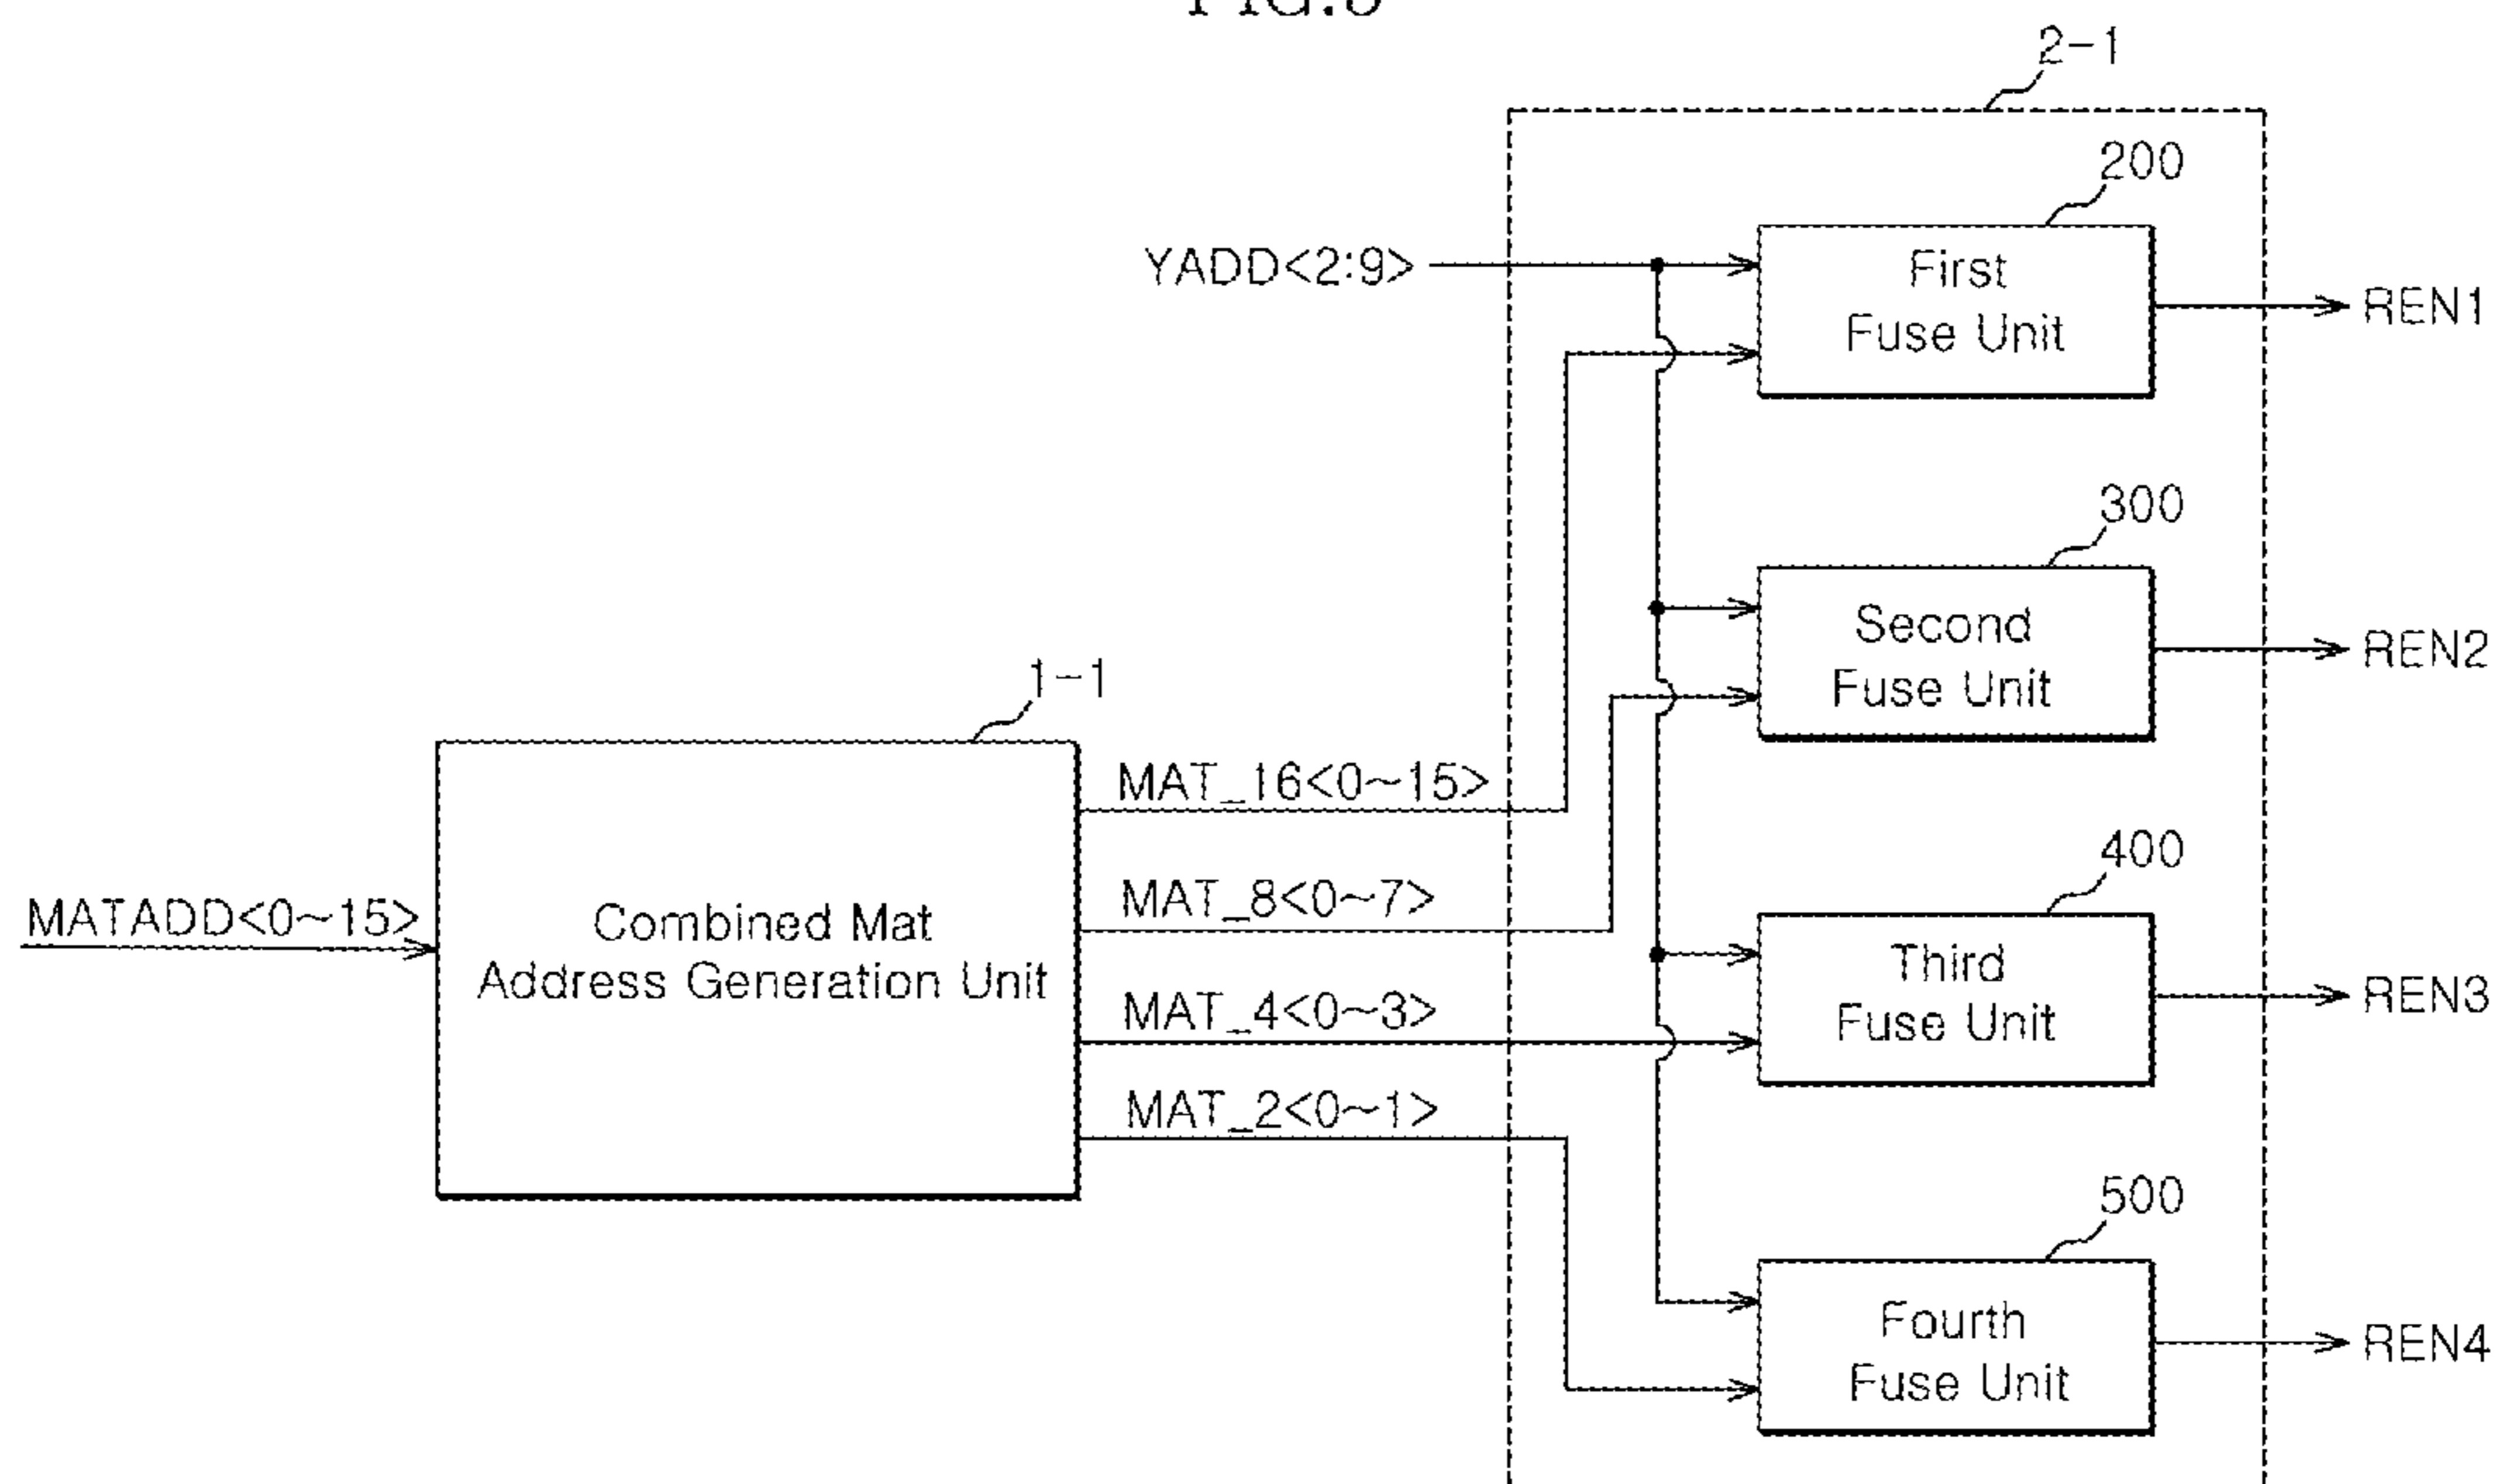 2-1
200
YADD<2:9>
First
Fuse Unit
REN1
300
Second
Fuse Unit
REN2
1-1
MAT_16<0~15>
400
MAT_8<0~7>
MATADD<0~15>
Combined Mat
Address Generation Unit
Third
Fuse Unit
REN3
MAT_4<0~3>
MAT_2<0~1>
500
Fourth
Fuse Unit
REN4